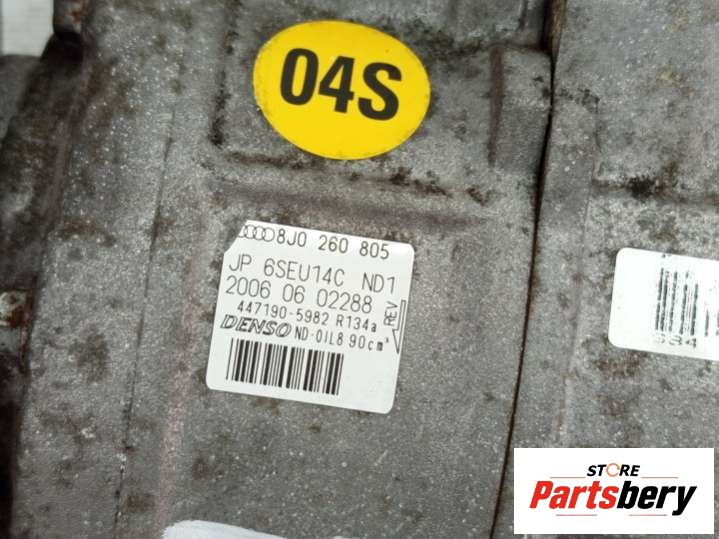 04S
8J0 260 805
JP 6SEU14C ND1
2006 06 02288
447190-5982 R134a
DENSO ND-OIL8 90cm³
REV
STORE
Partsbery